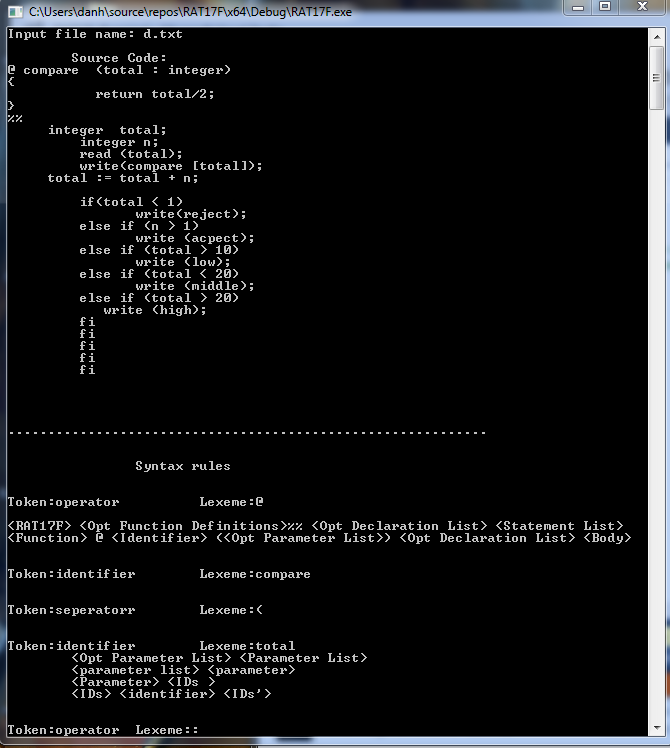 C:\Users\danh\source\repos\RAT17F\x64\Debug\RAT17F.exe
Input file name: d.txt
Source Code:
@ compare  (total : integer)
{
return total/2;
}
%%
integer  total;
integer n;
read (total);
write(compare [total]);
total := total + n;
if(total < 1)
write(reject);
else if (n > 1)
write (acpect);
else if (total > 10)
write (low);
else if (total < 20)
write (middle);
else if (total > 20)
write (high);
fi
fi
fi
fi
fi
------------------------------------------------------------
Syntax rules
Token:operator          Lexeme:@
<RAT17F> <Opt Function Definitions>%% <Opt Declaration List> <Statement List>
<Function> @ <Identifier> (<Opt Parameter List>) <Opt Declaration List> <Body>
Token:identifier        Lexeme:compare
Token:seperatorr        Lexeme:(
Token:identifier        Lexeme:total
<Opt Parameter List> <Parameter List>
<parameter list> <parameter>
<Parameter> <IDs >
<IDs> <identifier> <IDs'>
Token:operator  Lexeme::